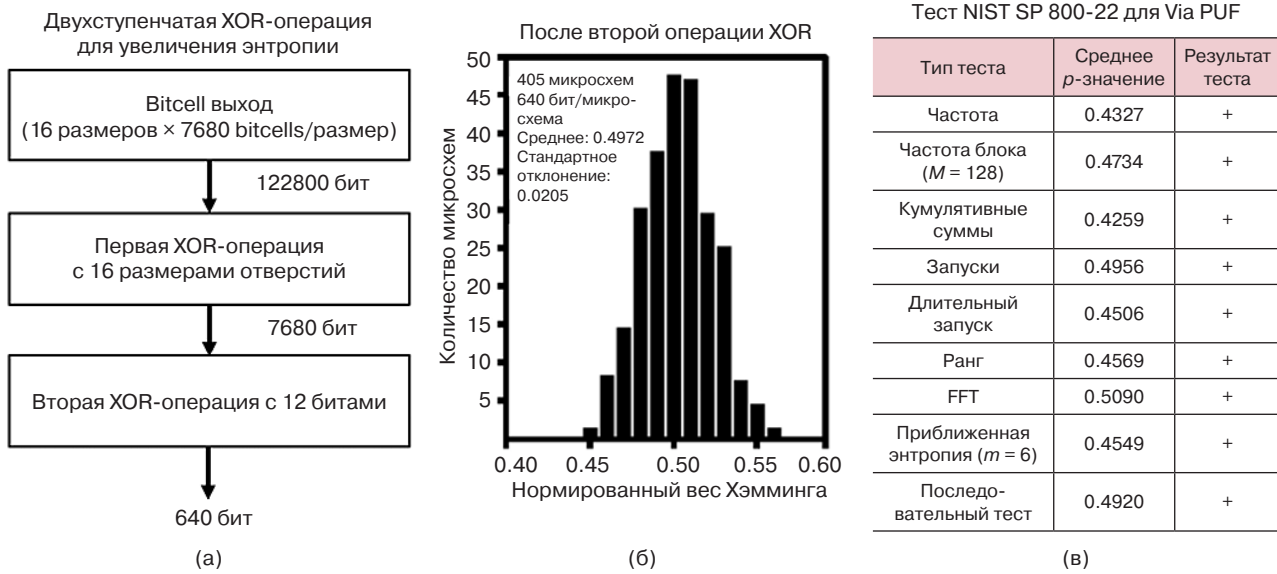 Двухступенчатая XOR-операция
для увеличения энтропии
Bitcell выход
(16 размеров × 7680 bitcells/размер)
122800 бит
Первая XOR-операция
с 16 размерами отверстий
7680 бит
Вторая XOR-операция с 12 битами
640 бит
(а)
После второй операции XOR
Количество микросхем
50
45
40
35
30
25
20
15
10
5
405 микросхем
640 бит/микро-
схема
Среднее: 0.4972
Стандартное
отклонение:
0.0205
0.40 0.45 0.50 0.55 0.60
Нормированный вес Хэмминга
(б)
Тест NIST SP 800-22 для Via PUF
Тип теста Среднее Результат
p-значение теста
Частота 0.4327 +
Частота блока
(M = 128) 0.4734 +
Кумулятивные
суммы 0.4259 +
Запуски 0.4956 +
Длительный
запуск 0.4506 +
Ранг 0.4569 +
FFT 0.5090 +
Приближенная
энтропия (m = 6) 0.4549 +
Последо-
вательный тест 0.4920 +
(в)